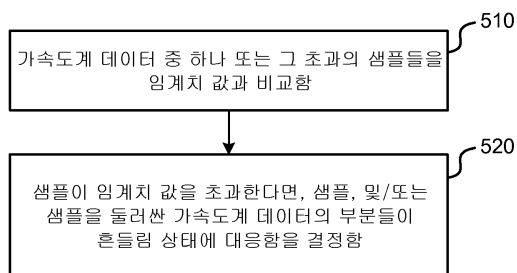 510
가속도계 데이터 중 하나 또는 그 초과의 샘플들을
임계치 값과 비교함
520
샘플이 임계치 값을 초과한다면, 샘플, 및/또는
샘플을 둘러싼 가속도계 데이터의 부분들이
흔들림 상태에 대응함을 결정함